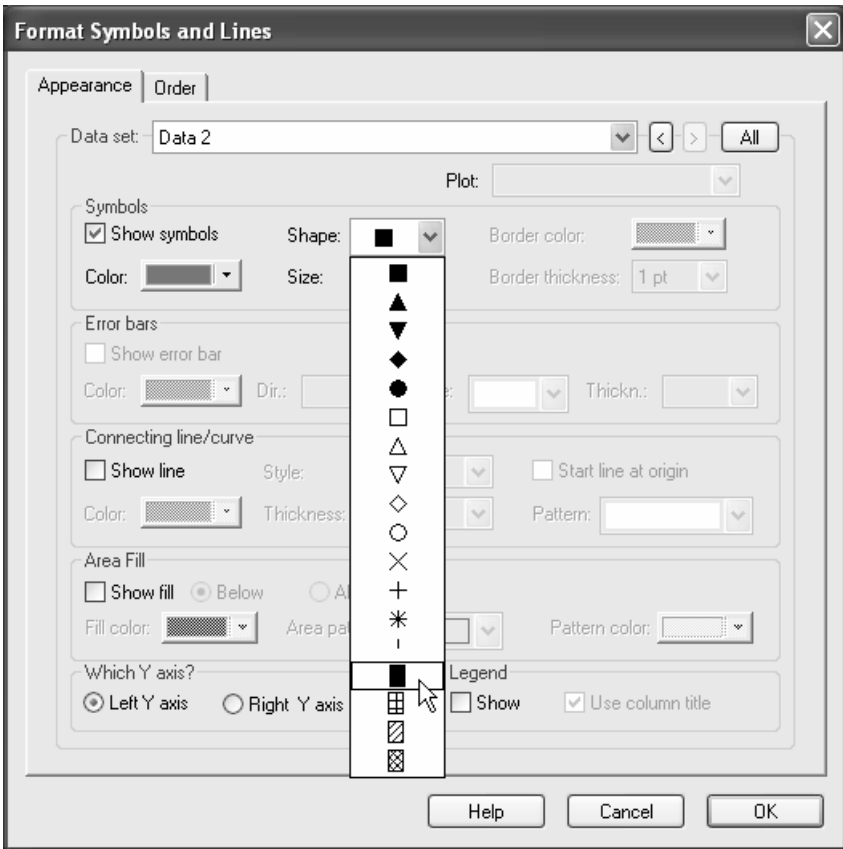 Format Symbols and Lines
Appearance Order
Data set: Data 2 < > All
Plot:
Symbols
Show symbols Shape: Border color:
Color: Size: Border thickness: 1 pt
Error bars
Show error bar
Color: Dir.: Thickn.:
Connecting line/curve
Show line Style: Start line at origin
Color: Thickness: Pattern:
Area Fill
Show fill Below
Fill color: Pattern color:
Which Y axis? Legend
Left Y axis Right Y axis Show Use column title
Help Cancel OK